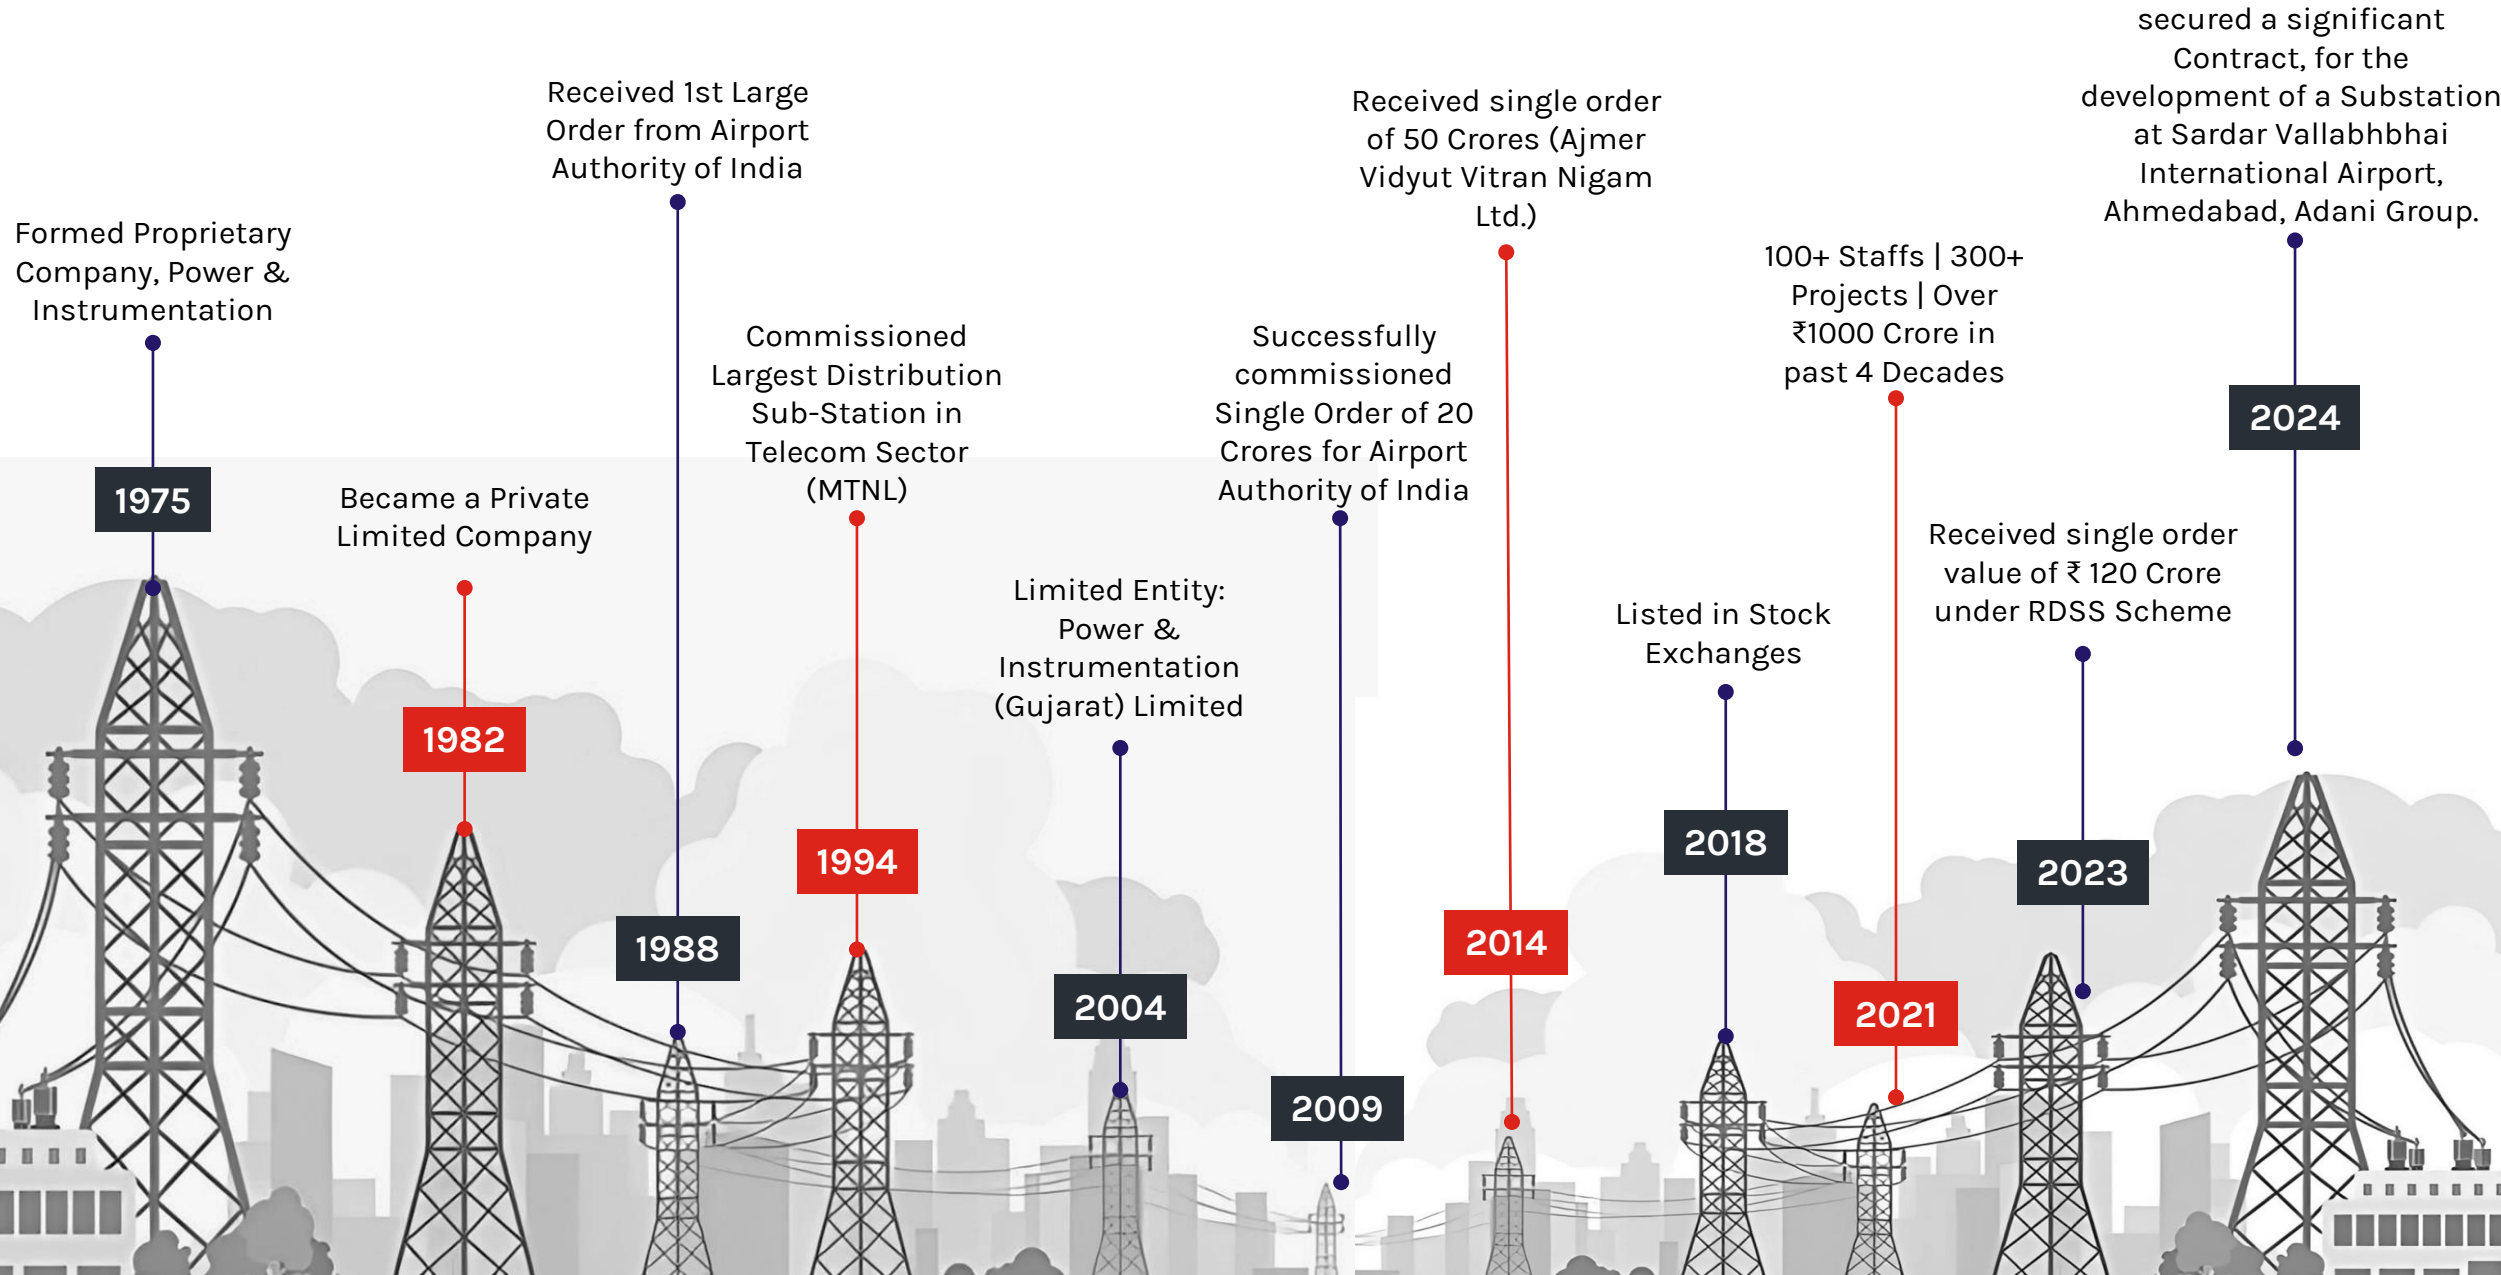 Formed Proprietary
Company, Power &
Instrumentation
1975
Became a Private
Limited Company
1982
Received 1st Large
Order from Airport
Authority of India
1988
Commissioned
Largest Distribution
Sub-Station in
Telecom Sector
(MTNL)
1994
Limited Entity:
Power &
Instrumentation
(Gujarat) Limited
2004
Successfully
commissioned
Single Order of 20
Crores for Airport
Authority of India
2009
Received single order
of 50 Crores (Ajmer
Vidyut Vitran Nigam
Ltd.)
2014
Listed in Stock
Exchanges
2018
100+ Staffs | 300+
Projects | Over
₹1000 Crore in
past 4 Decades
2021
Received single order
value of ₹ 120 Crore
under RDSS Scheme
2023
secured a significant
Contract, for the
development of a Substation
at Sardar Vallabhbhai
International Airport,
Ahmedabad, Adani Group.
2024